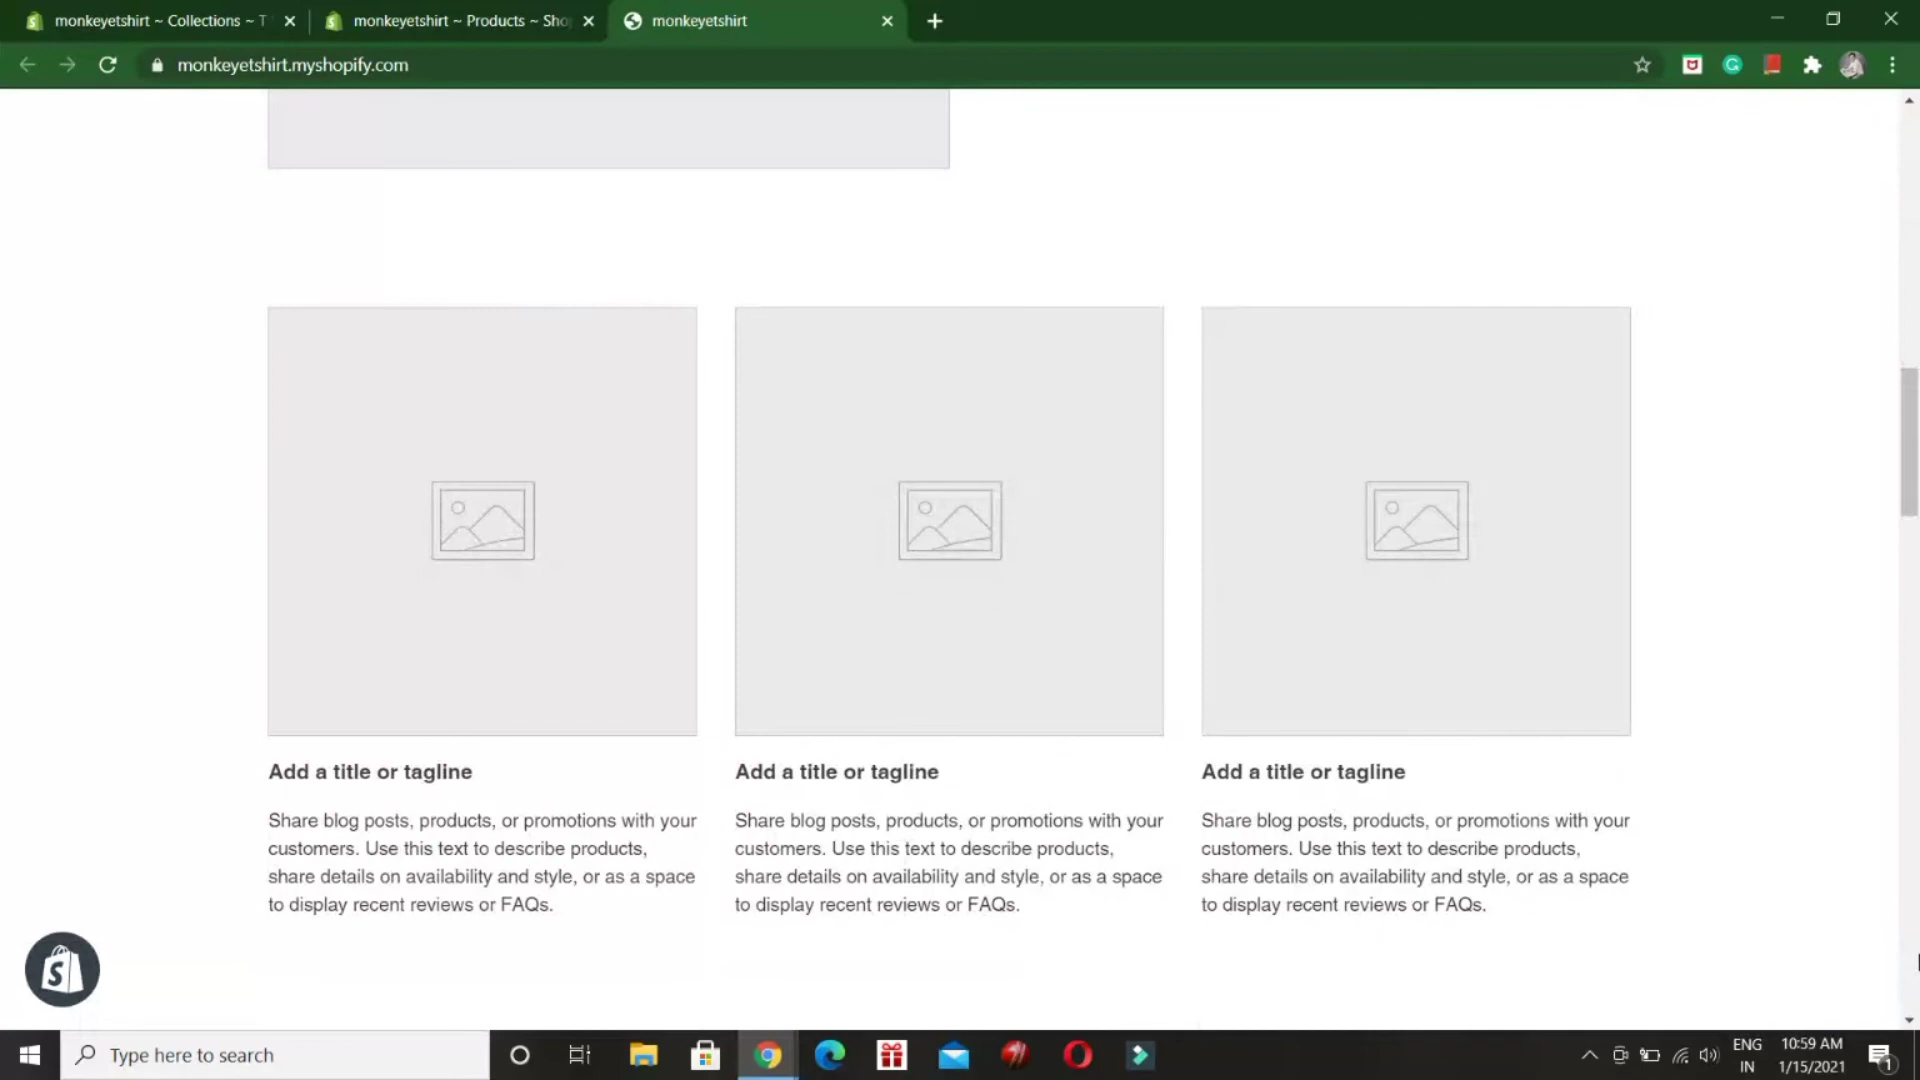 monkeyetshirt ~ Collections ~ T
monkeyetshirt ~ Products ~ Sho
monkeyetshirt
monkeyetshirt.myshopify.com
Add a title or tagline
Share blog posts, products, or promotions with your
customers. Use this text to describe products,
share details on availability and style, or as a space
to display recent reviews or FAQs.
Add a title or tagline
Share blog posts, products, or promotions with your
customers. Use this text to describe products,
share details on availability and style, or as a space
to display recent reviews or FAQs.
Add a title or tagline
Share blog posts, products, or promotions with your
customers. Use this text to describe products,
share details on availability and style, or as a space
to display recent reviews or FAQs.
Type here to search
ENG
IN
10:59 AM
1/15/2021
1